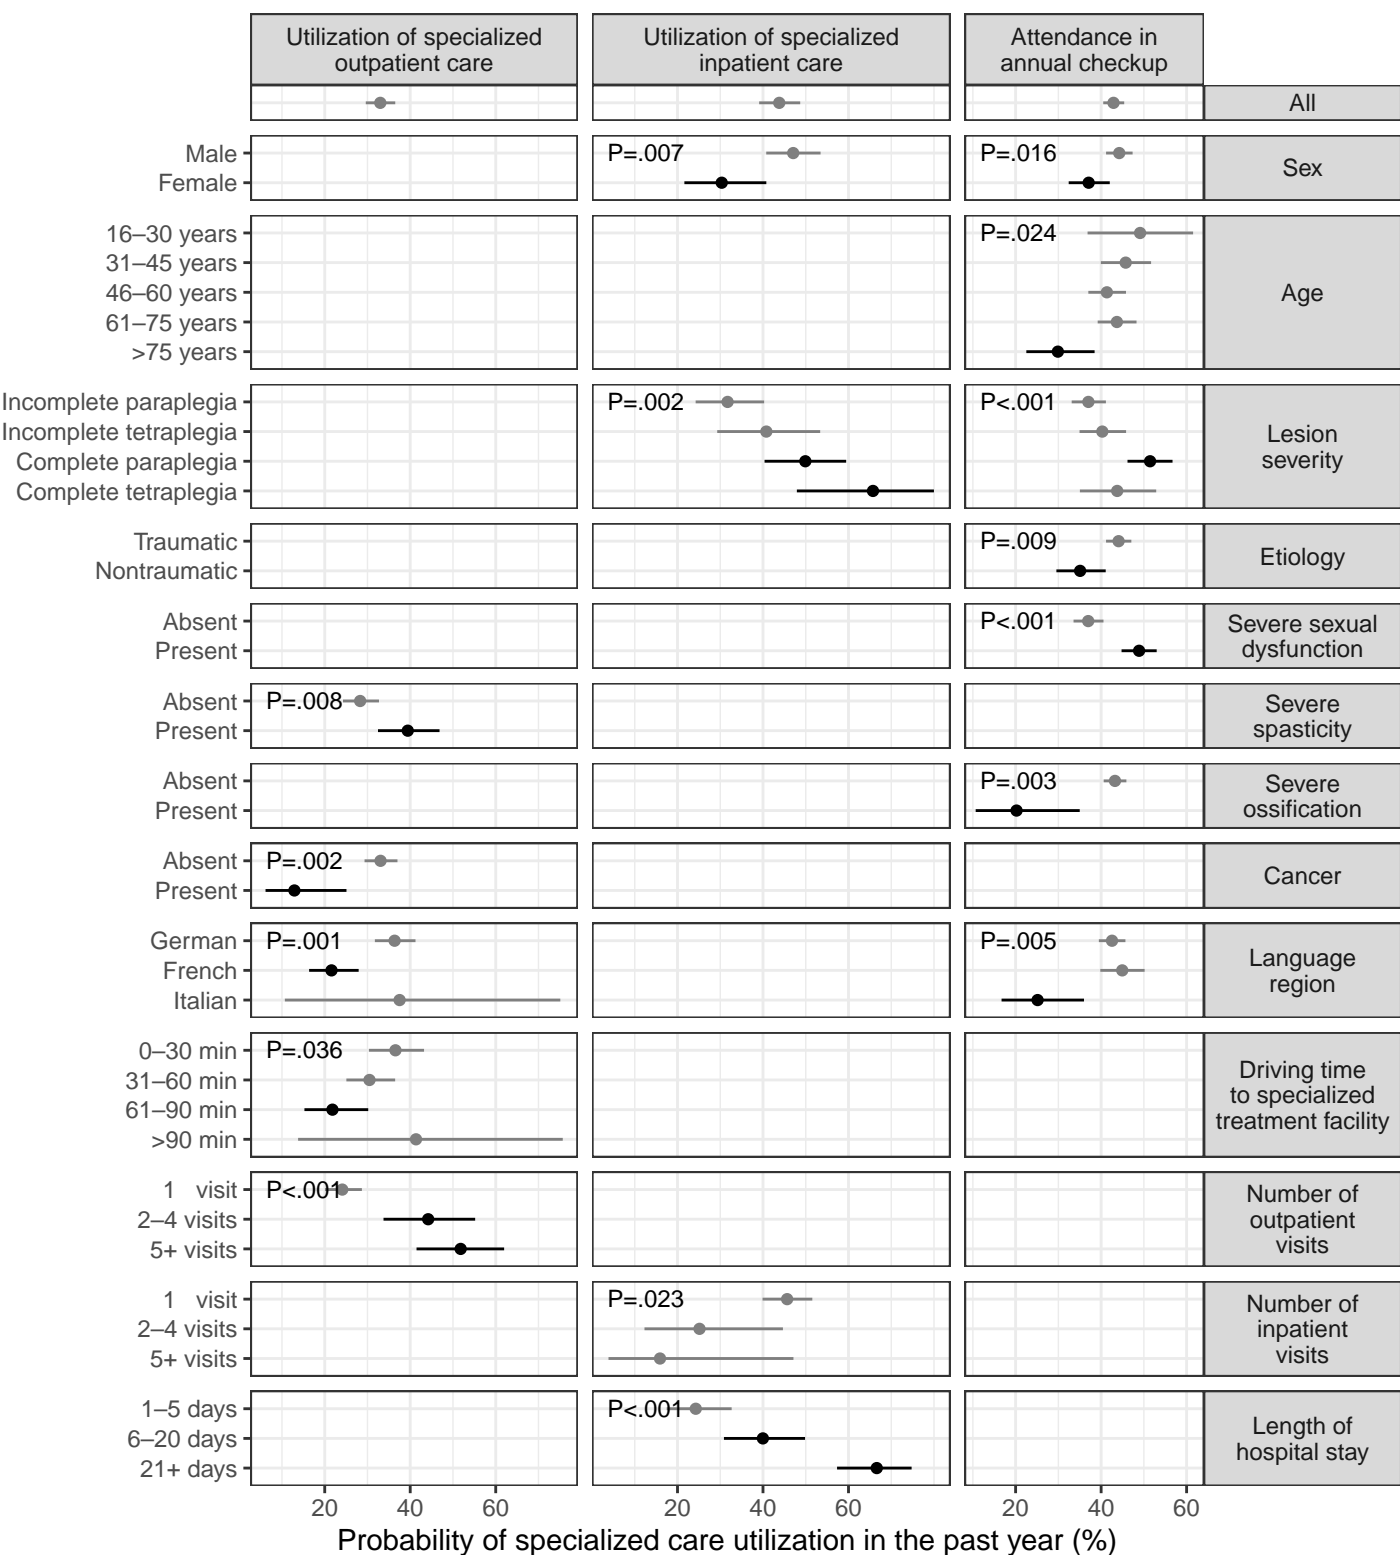 Utilization of specialized
outpatient care
Utilization of specialized
inpatient care
Attendance in
annual checkup
All
Male
Female
P=.007
P=.016
Sex
16–30 years
31–45 years
46–60 years
61–75 years
>75 years
P=.024
Age
Incomplete paraplegia
Incomplete tetraplegia
Complete paraplegia
Complete tetraplegia
P=.002
P<.001
Lesion
severity
Traumatic
Nontraumatic
P=.009
Etiology
Absent
Present
P<.001
Severe sexual
dysfunction
Absent
Present
P=.008
Severe
spasticity
Absent
Present
P=.003
Severe
ossification
Absent
Present
P=.002
Cancer
German
French
Italian
P=.001
P=.005
Language
region
0–30 min
31–60 min
61–90 min
>90 min
P=.036
Driving time
to specialized
treatment facility
1 visit
2–4 visits
5+ visits
P<.001
Number of
outpatient
visits
1 visit
2–4 visits
5+ visits
P=.023
Number of
inpatient
visits
1–5 days
6–20 days
21+ days
P<.001
Length of
hospital stay
20 40 60 20 40 60 20 40 60
Probability of specialized care utilization in the past year (%)